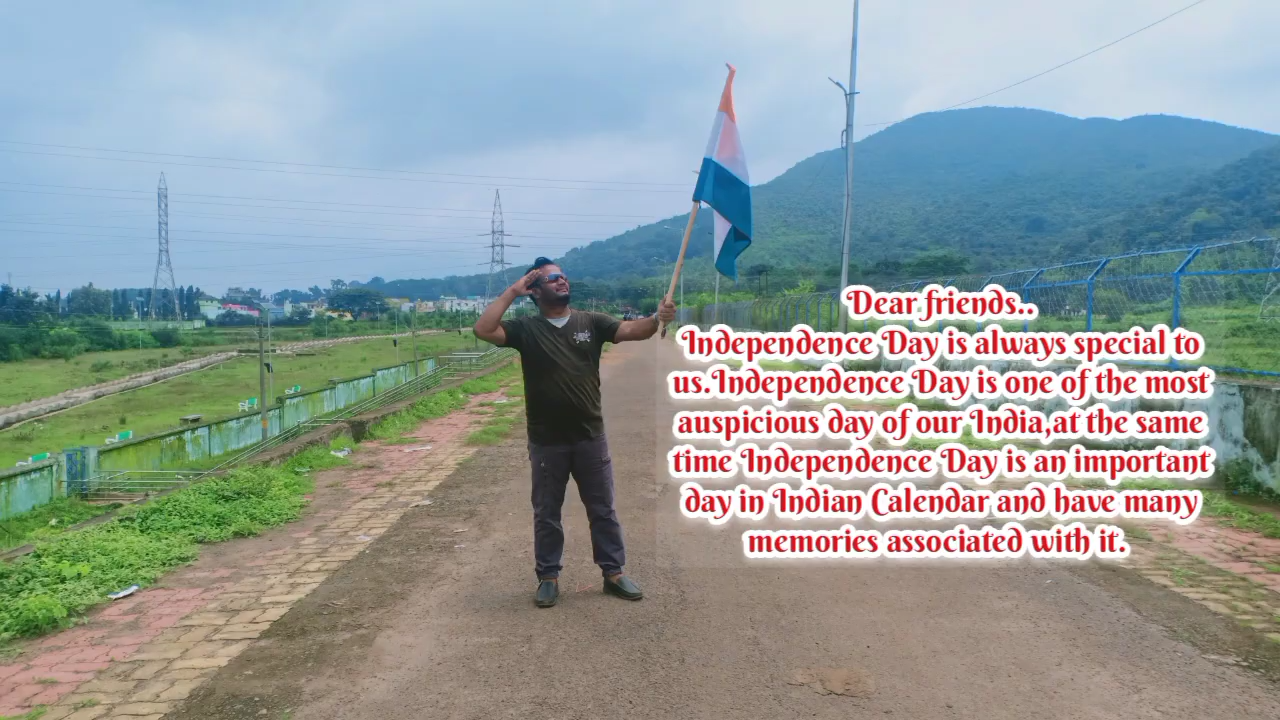 Dear friends..
Independence Day is always special to
us.Independence Day is one of the most
auspicious day of our India,at the same
time Independence Day is an important
day in Indian Calendar and have many
memories associated with it.